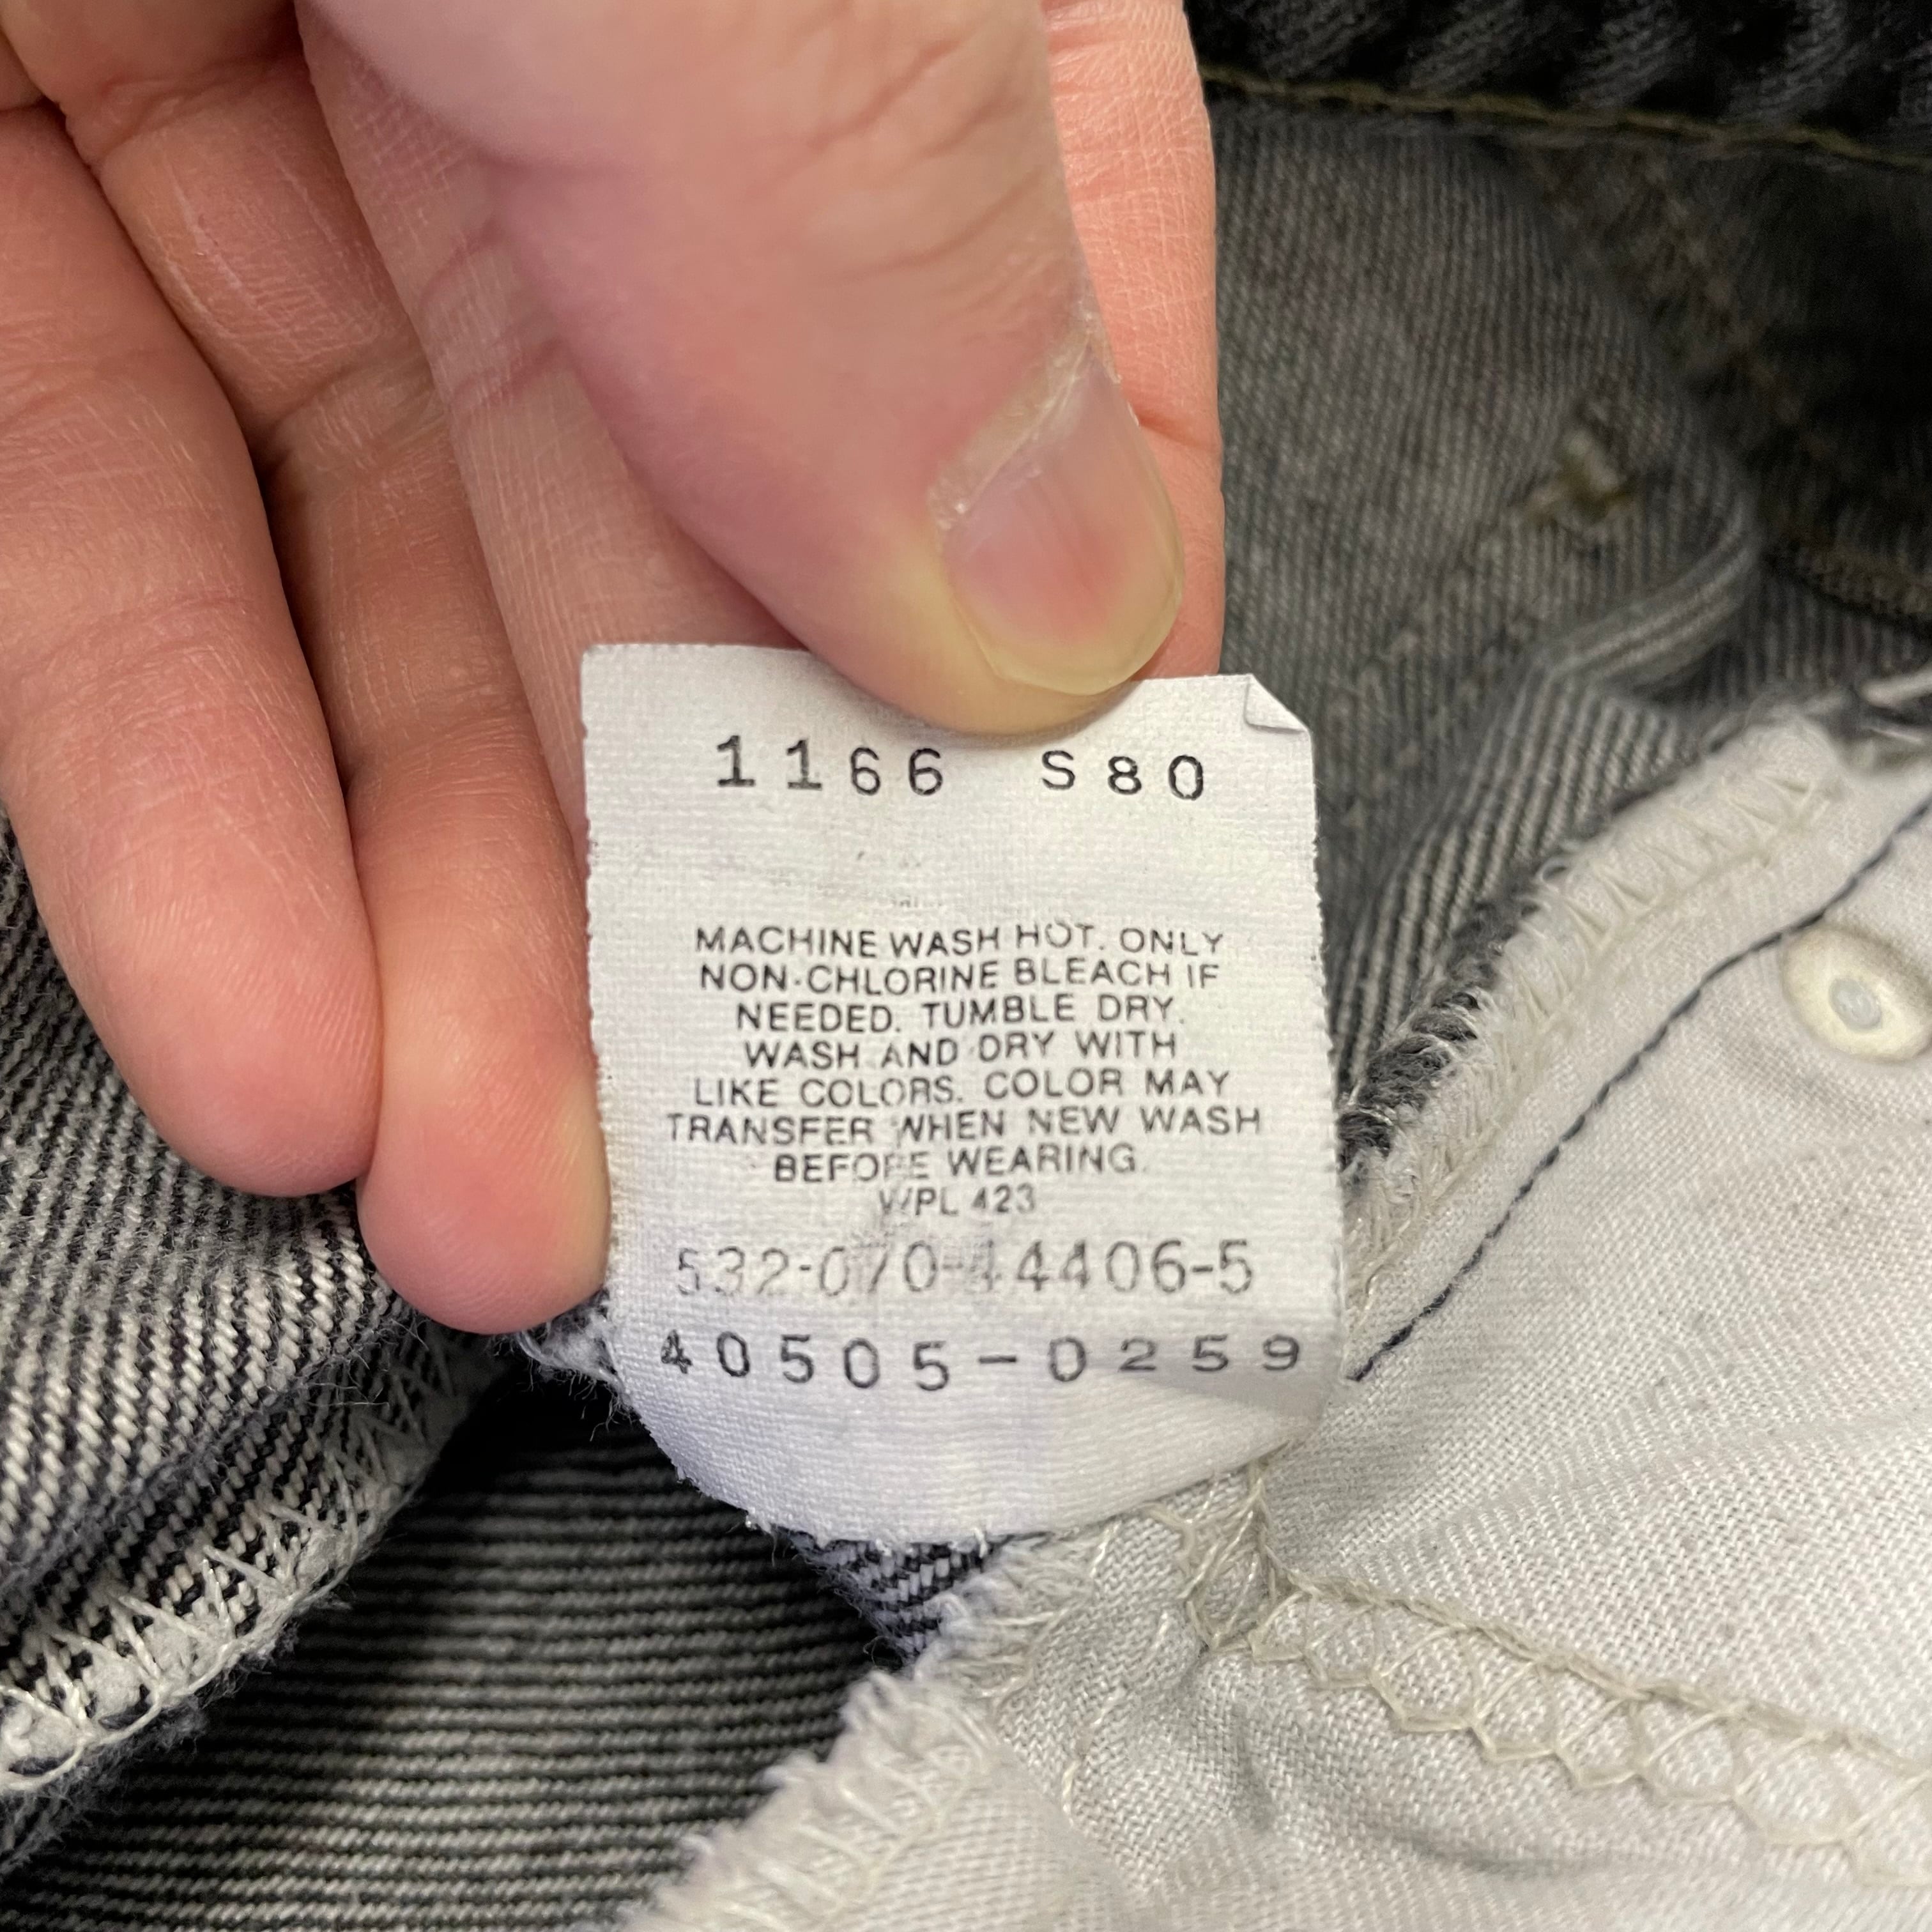 1166 S80
MACHINE WASH HOT. ONLY
NON-CHLORINE BLEACH IF
NEEDED. TUMBLE DRY.
WASH AND DRY WITH
LIKE COLORS. COLOR MAY
TRANSFER WHEN NEW WASH
BEFORE WEARING.
WPL 423
532-070-44406-5
40505-0259